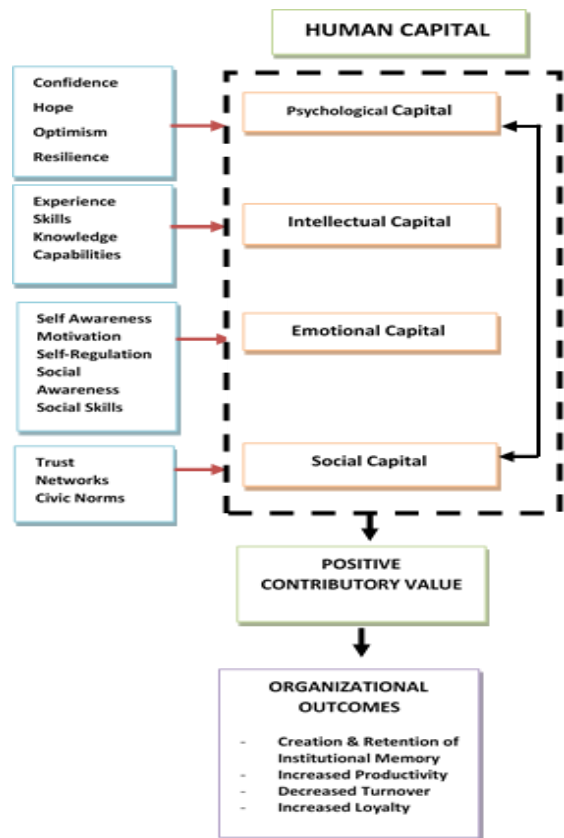 HUMAN CAPITAL
Confidence
Hope
Optimism
Resilience
Psychological Capital
Experience
Skills
Knowledge
Capabilities
Intellectual Capital
Self Awareness
Motivation
Self-Regulation
Social
Awareness
Social Skills
Emotional Capital
Trust
Networks
Civic Norms
Social Capital
POSITIVE
CONTRIBUTORY VALUE
ORGANIZATIONAL
OUTCOMES
- Creation & Retention of
Institutional Memory
- Increased Productivity
- Decreased Turnover
- Increased Loyalty